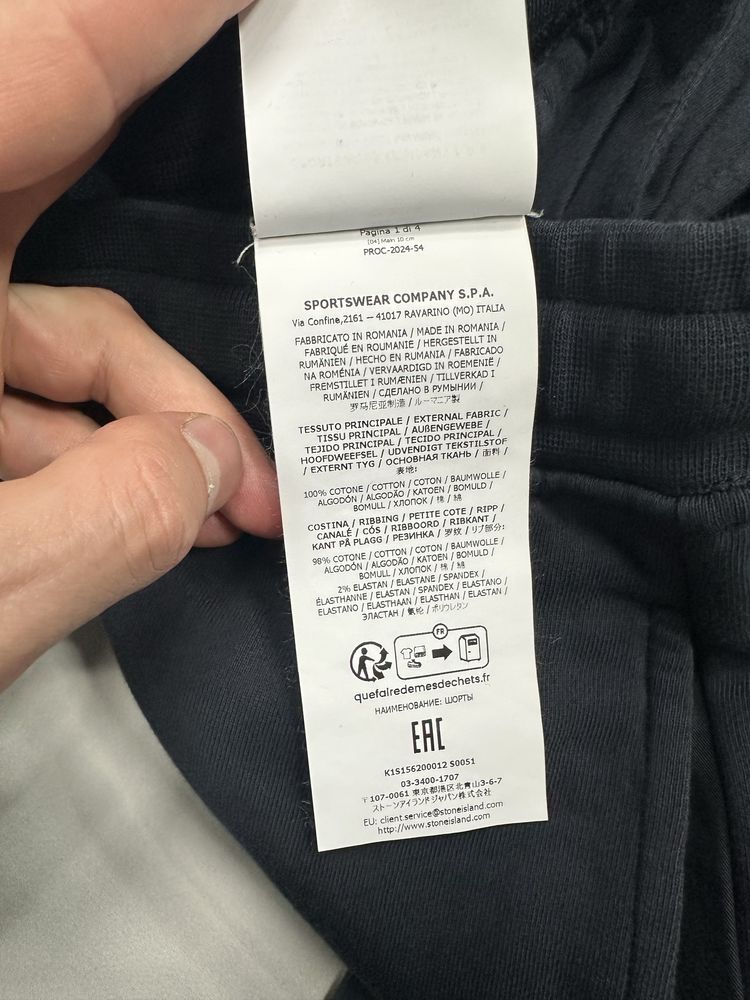 Pagina 1 di 4
[04] Main 10 cm
PROC-2024-54
SPORTSWEAR COMPANY S.P.A.
Via Confine,2161 — 41017 RAVARINO (MO) ITALIA
FABBRICATO IN ROMANIA / MADE IN ROMANIA /
FABRIQUÉ EN ROUMANIE / HERGESTELLT IN
RUMÄNIEN / HECHO EN RUMANIA / FABRICADO
NA ROMÉNIA / VERVAARDIGD IN ROEMENIË /
FREMSTILLET I RUMÆNIEN / TILLVERKAD I
RUMÄNIEN / СДЕЛАНО В РУМЫНИИ /
罗马尼亚制造 / ルーマニア製
TESSUTO PRINCIPALE / EXTERNAL FABRIC /
TISSU PRINCIPAL / AUßENGEWEBE /
TEJIDO PRINCIPAL / TECIDO PRINCIPAL /
HOOFDWEEFSEL / UDVENDIGT TEKSTILSTOF
/ EXTERNT TYG / ОСНОВНАЯ ТКАНЬ / 面料 /
表地:
100% COTONE / COTTON / COTON / BAUMWOLLE /
ALGODÓN / ALGODÃO / KATOEN / BOMULD /
BOMULL / ХЛОПОК / 棉 / 綿
COSTINA / RIBBING / PETITE COTE / RIPP /
CANALÉ / CÓS / RIBBOORD / RIBKANT /
KANT PÅ PLAGG / РЕЗИНКА / 罗纹 / リブ部分:
98% COTONE / COTTON / COTON / BAUMWOLLE /
ALGODÓN / ALGODÃO / KATOEN / BOMULD /
BOMULL / ХЛОПОК / 棉 / 綿
2% ELASTAN / ELASTANE / SPANDEX /
ÉLASTHANNE / ELASTAN / SPANDEX / ELASTANO /
ELASTANO / ELASTHAAN / ELASTHAN / ELASTAN /
ЭЛАСТАН / 氨纶 / ポリウレタン
FR
quefairedemesdechets.fr
НАИМЕНОВАНИЕ: ШОРТЫ
EAC
K1S156200012 S0051
03-3400-1707
〒107-0061 東京都港区北青山3-6-7
ストーンアイランドジャパン株式会社
EU: client.service@stoneisland.com
http://www.stoneisland.com